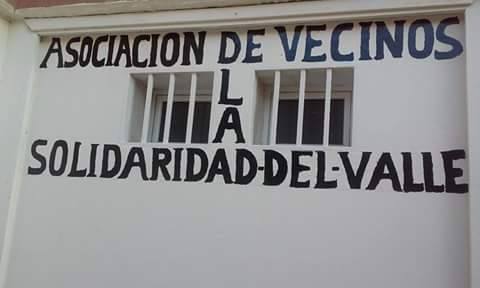 ASOCIACION DE VECINOS
D
L
A
SOLIDARIDAD-DEL-VALLE